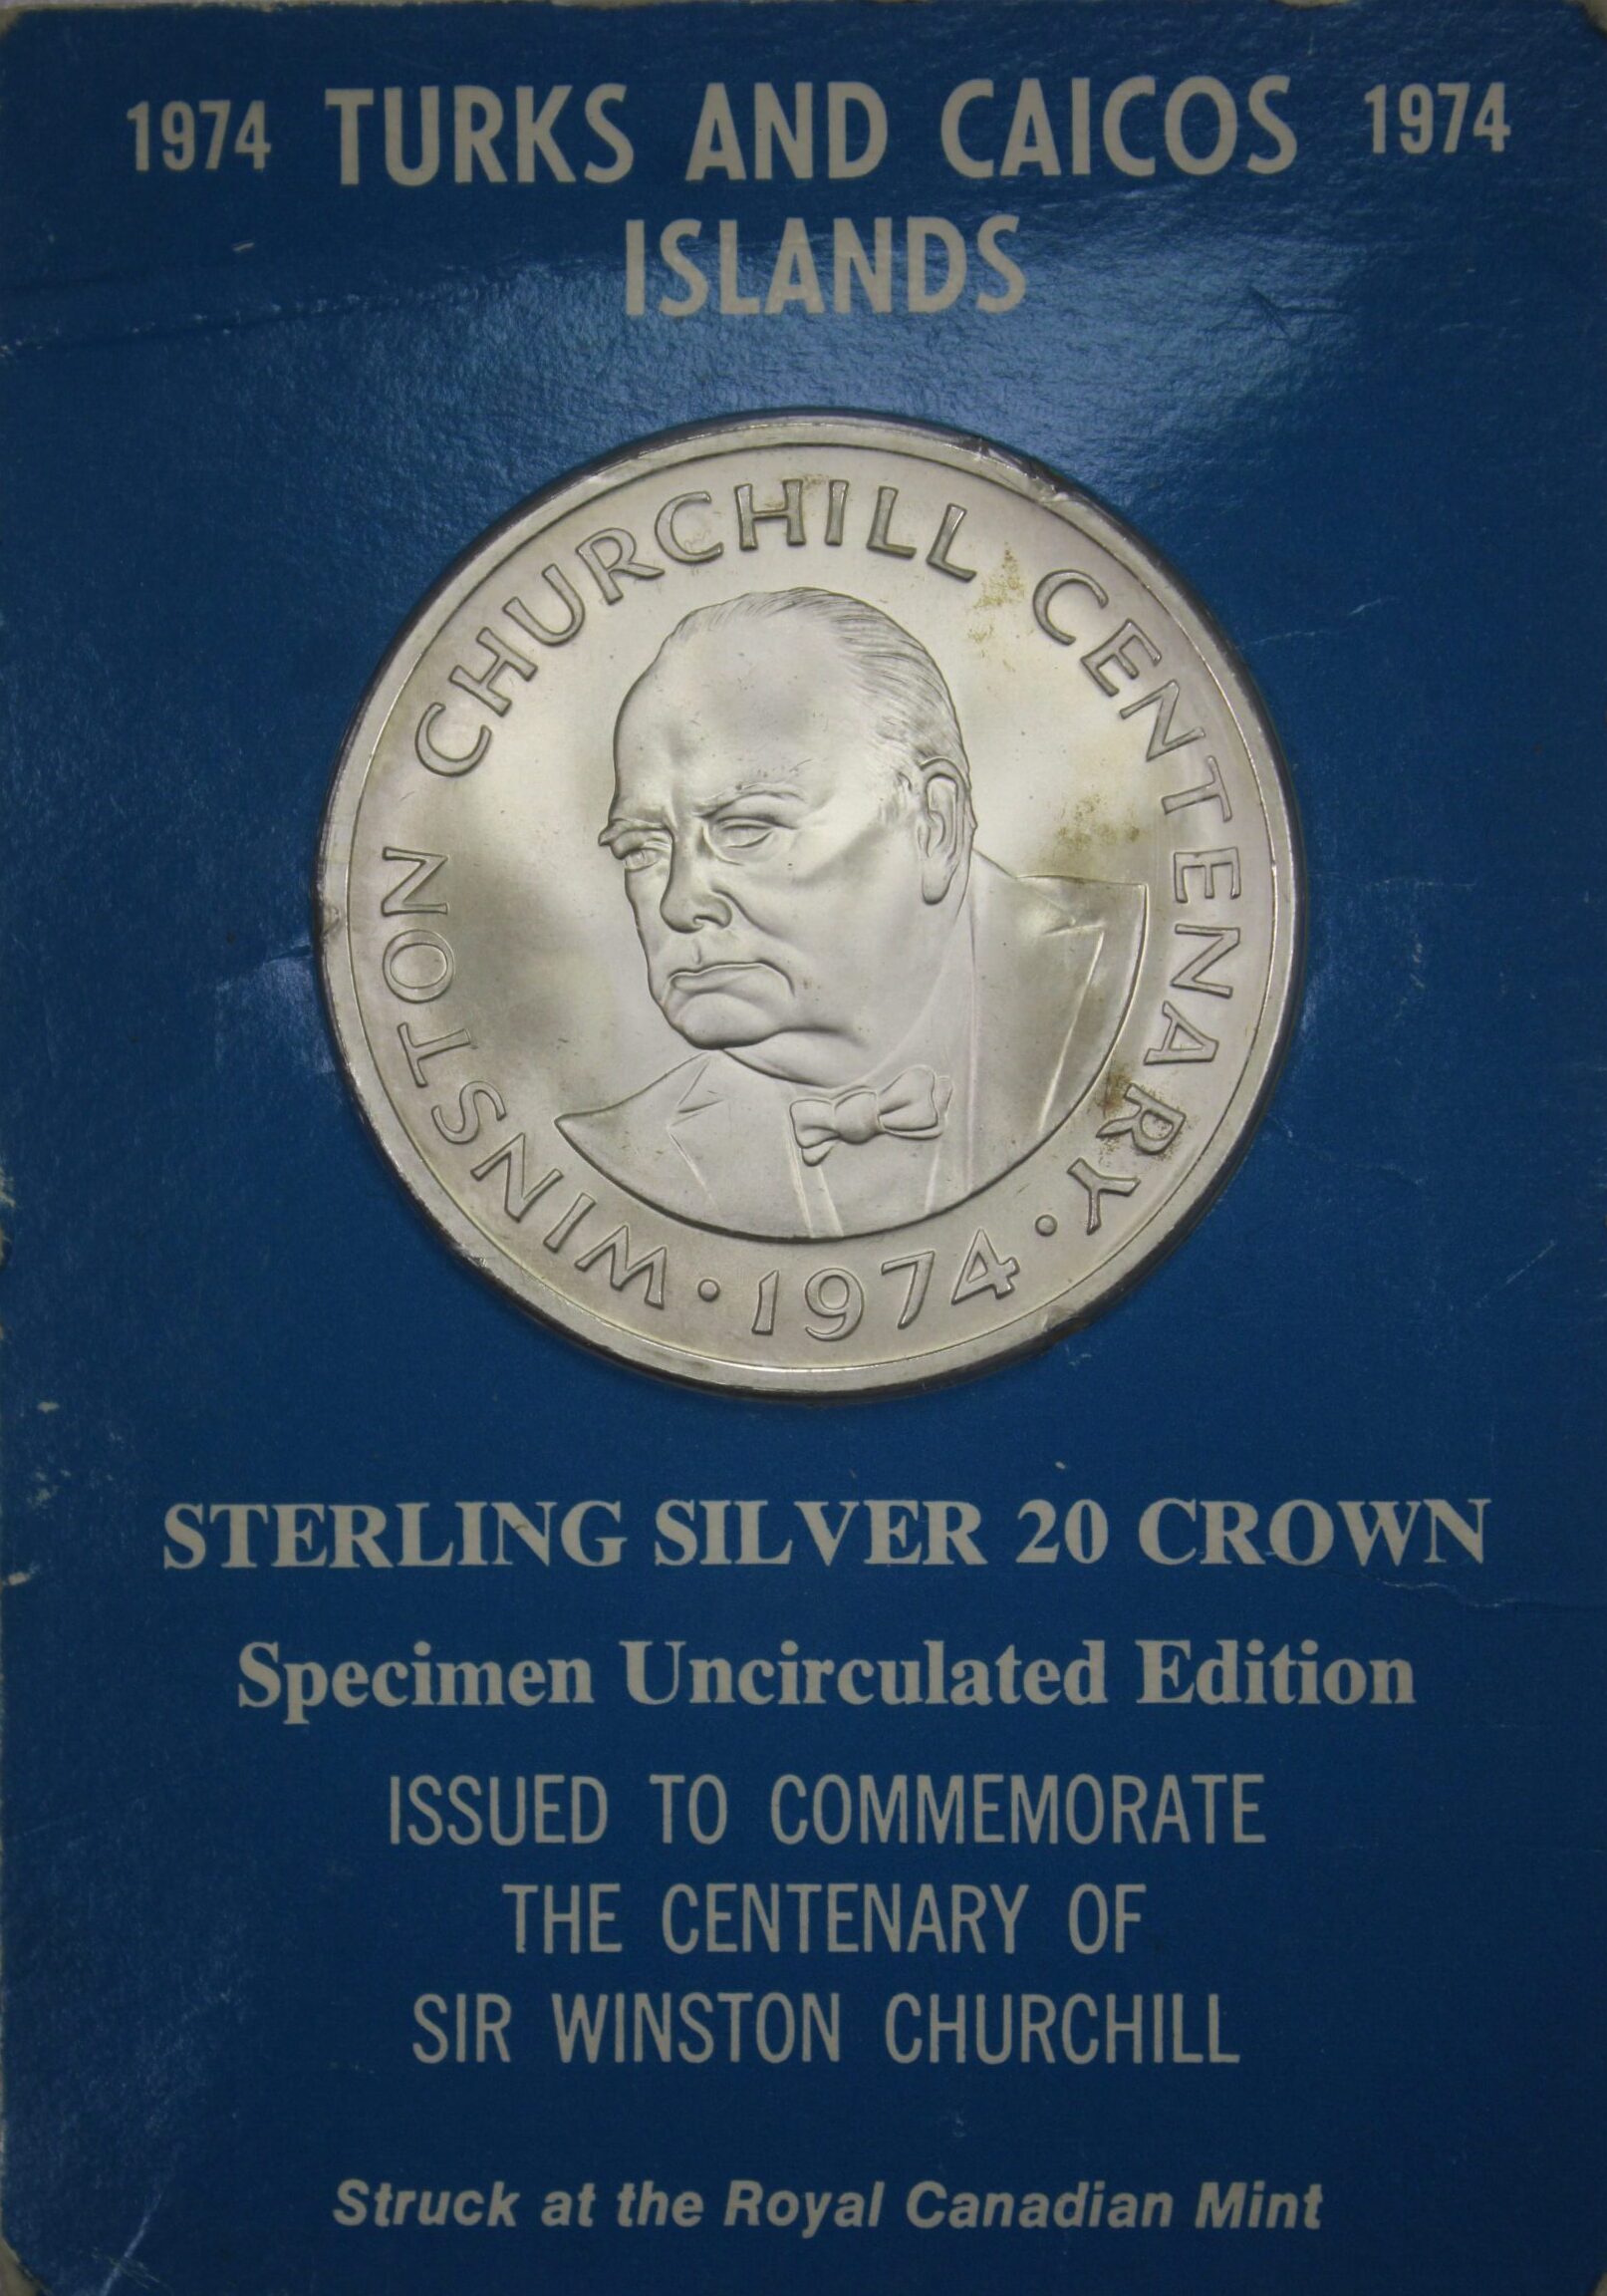 1974 TURKS AND CAICOS 1974
ISLANDS
WINSTON CHURCHILL CENTENARY · 1974 ·
STERLING SILVER 20 CROWN
Specimen Uncirculated Edition
ISSUED TO COMMEMORATE
THE CENTENARY OF
SIR WINSTON CHURCHILL
Struck at the Royal Canadian Mint